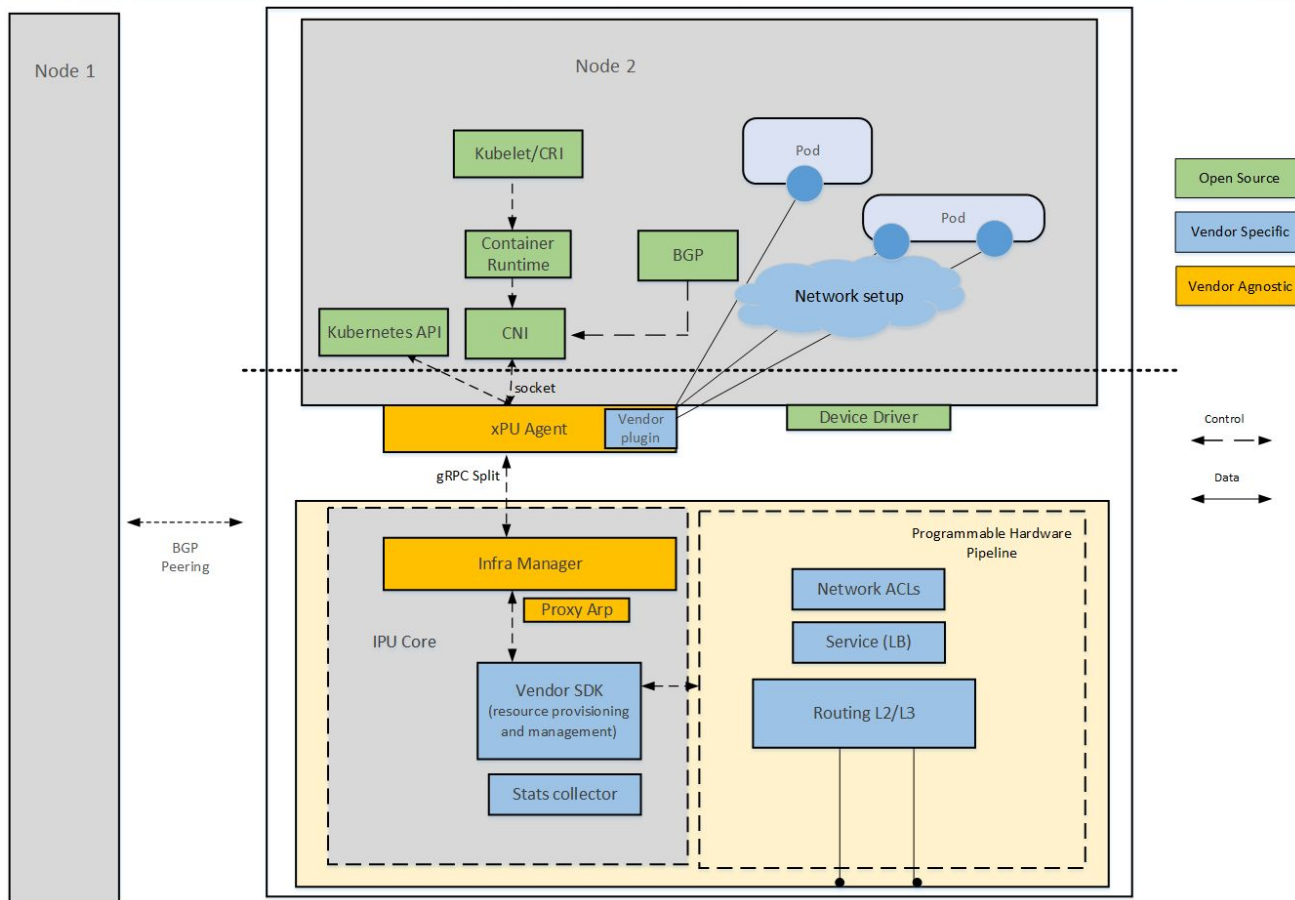 Node 1
Node 2
Kubelet/CRI
Pod
Open Source
Pod
Container
Runtime
BGP
Vendor Specific
Network setup
Vendor Agnostic
Kubernetes API
CNI
socket
xPU Agent
Vendor
plugin
Device Driver
Control
gRPC Split
Data
BGP
Peering
Programmable Hardware
Pipeline
Infra Manager
Network ACLs
Proxy Arp
IPU Core
Service (LB)
Vendor SDK
(resource provisioning
and management)
Routing L2/L3
Stats collector